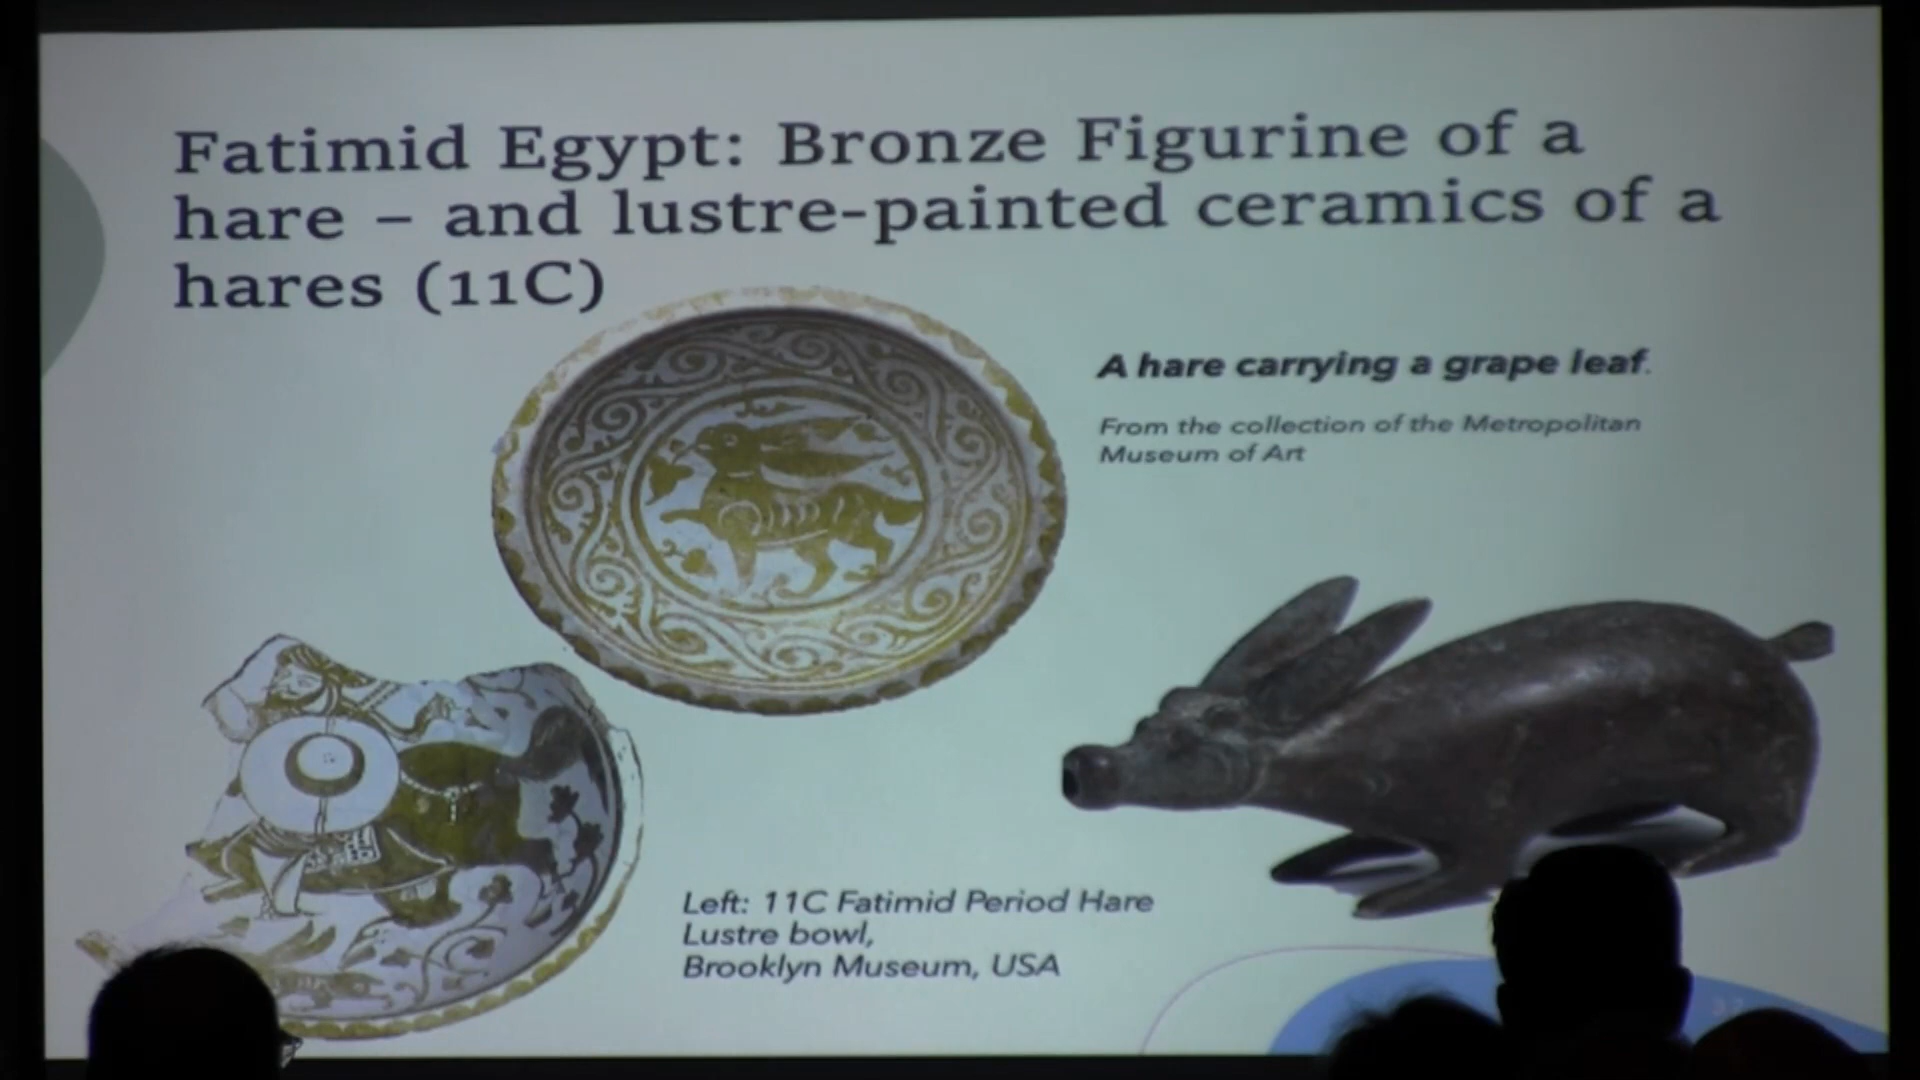 Fatimid Egypt: Bronze Figurine of a
hare – and lustre-painted ceramics of a
hares (11C)
A hare carrying a grape leaf.
From the collection of the Metropolitan
Museum of Art
Left: 11C Fatimid Period Hare
Lustre bowl,
Brooklyn Museum, USA